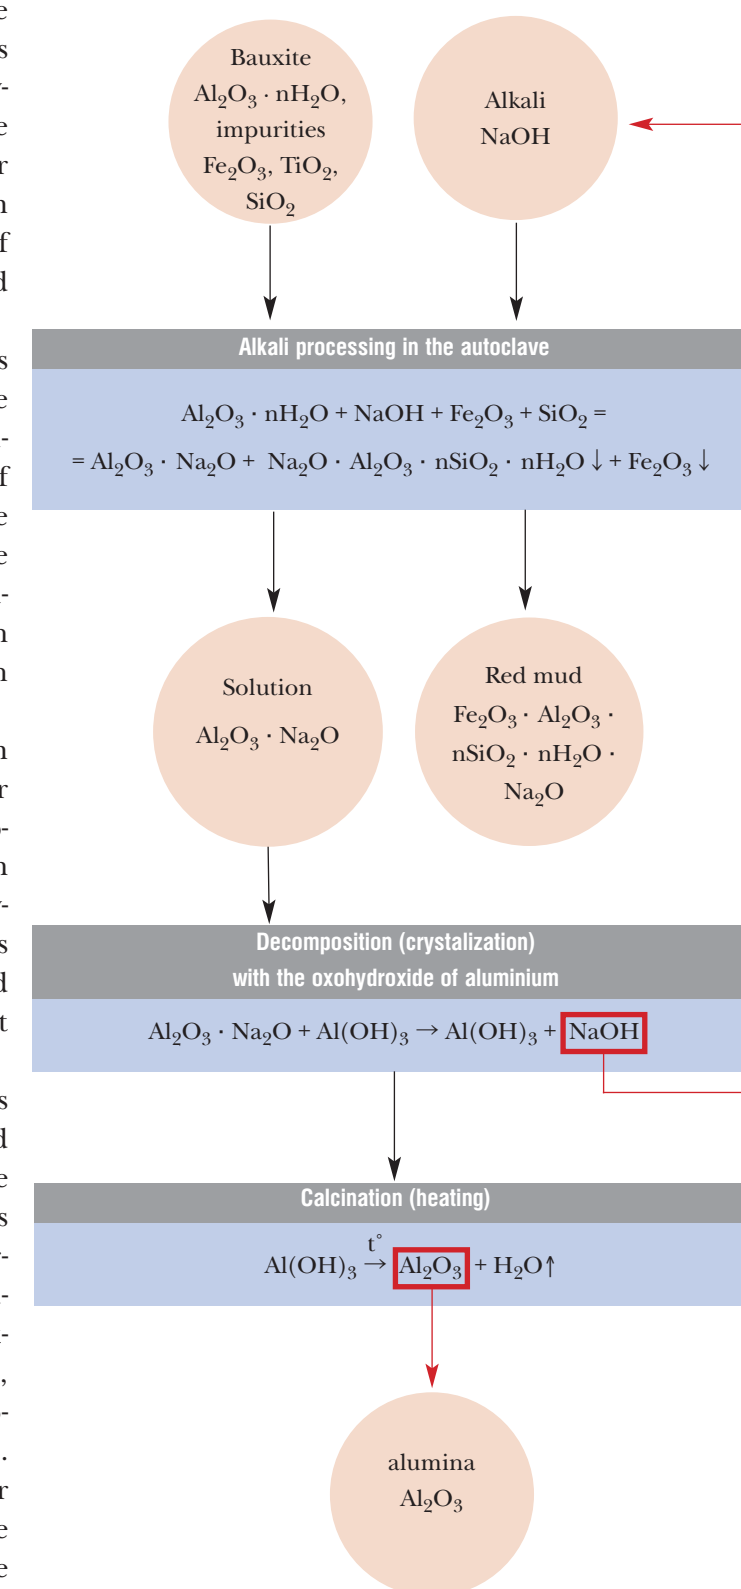 Bauxite
Al₂O₃ · nH₂O,
impurities
Fe₂O₃, TiO₂,
SiO₂
Alkali
NaOH
Alkali processing in the autoclave
Al₂O₃ · nH₂O + NaOH + Fe₂O₃ + SiO₂ =
= Al₂O₃ · Na₂O + Na₂O · Al₂O₃ · nSiO₂ · nH₂O ↓ + Fe₂O₃ ↓
Solution
Al₂O₃ · Na₂O
Red mud
Fe₂O₃ · Al₂O₃ ·
nSiO₂ · nH₂O ·
Na₂O
Decomposition (crystalization)
with the oxohydroxide of aluminium
Al₂O₃ · Na₂O + Al(OH)₃ → Al(OH)₃ + NaOH
Calcination (heating)
t°
Al(OH)₃ → Al₂O₃ + H₂O↑
alumina
Al₂O₃